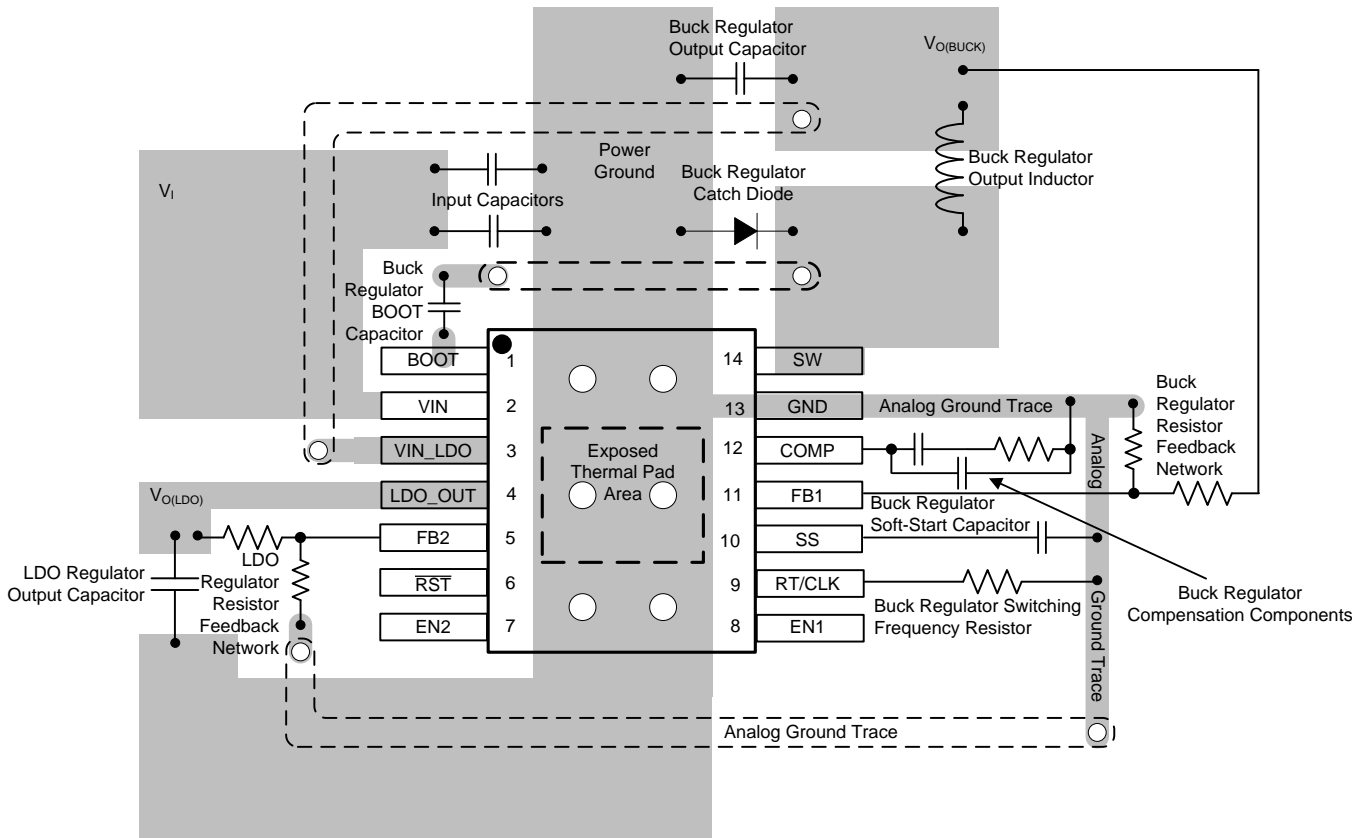 Buck Regulator
Output Capacitor
VO(BUCK)
Power
Ground
Buck Regulator
Catch Diode
Buck Regulator
Output Inductor
VI
Input Capacitors
Buck
Regulator
BOOT
Capacitor
BOOT
1
VIN
2
VIN_LDO
3
LDO_OUT
4
FB2
5
RST
6
EN2
7
14
SW
13
GND
12
COMP
11
FB1
10
SS
9
RT/CLK
8
EN1
Exposed
Thermal Pad
Area
Analog Ground Trace
Buck
Regulator
Resistor
Feedback
Network
Analog
Ground Trace
Buck Regulator
Soft-Start Capacitor
Buck Regulator Switching
Frequency Resistor
Buck Regulator
Compensation Components
VO(LDO)
LDO Regulator
Output Capacitor
LDO
Regulator
Resistor
Feedback
Network
Analog Ground Trace